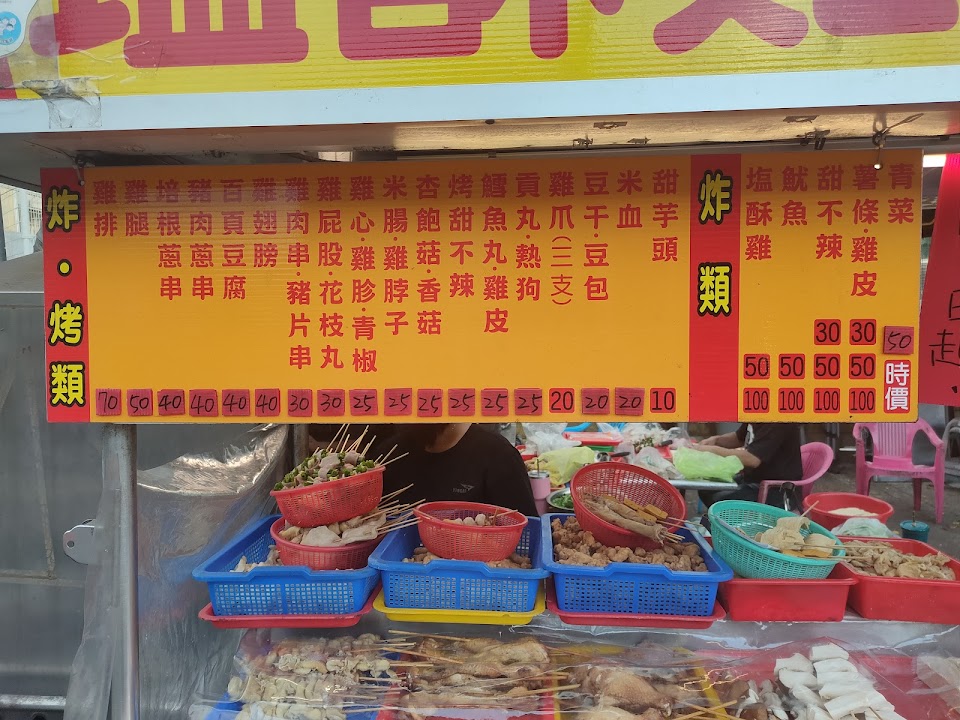 炸・烤類
雞排 70
雞腿 50
培根蔥串 40
豬肉蔥串 40
百頁豆腐 40
雞翅膀 40
雞肉串・豬片串 30
雞屁股・花枝丸 30
雞心・雞胗・青椒 25
米腸・雞脖子 25
杏鮑菇・香菇 25
烤甜不辣 25
鱈魚丸・雞皮 25
貢丸・熱狗 25
雞爪(二支) 20
豆干・豆包 20
米血 20
甜芋頭 10
炸類
塩酥雞 50 100
魷魚 50 100
甜不辣 30 50 100
薯條・雞皮 30 50 100
青菜 50 時價
起